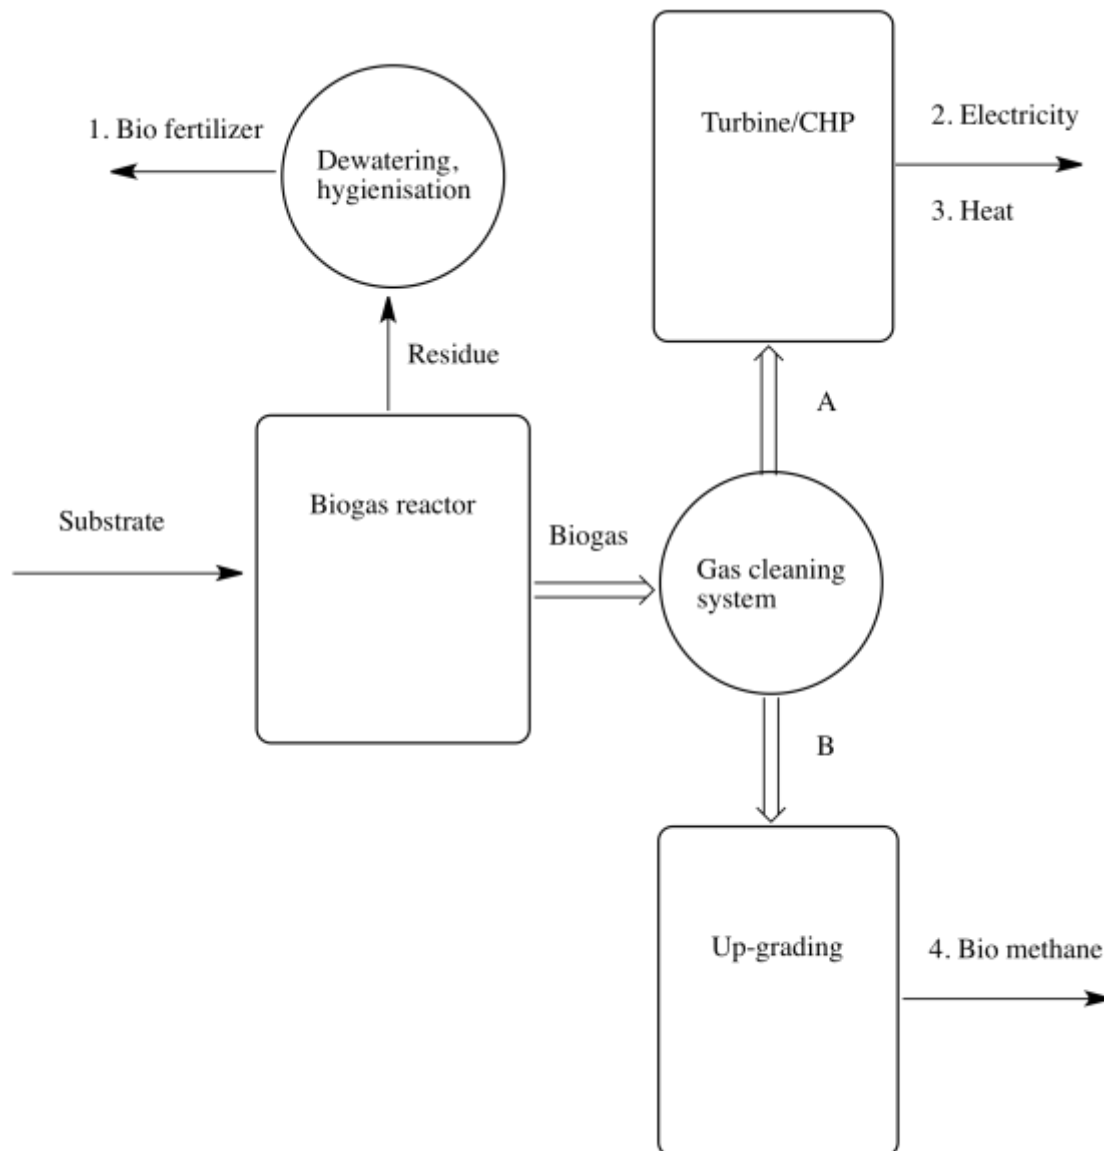 Turbine/CHP
2. Electricity
3. Heat
1. Bio fertilizer
Dewatering,
hygienisation
Residue
A
Substrate
Biogas reactor
Biogas
Gas cleaning
system
B
Up-grading
4. Bio methane